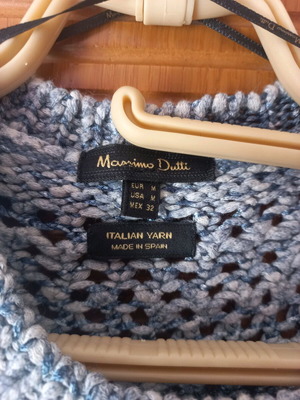 Massimo Dutti
EUR M
USA M
MEX 32
ITALIAN YARN
MADE IN SPAIN